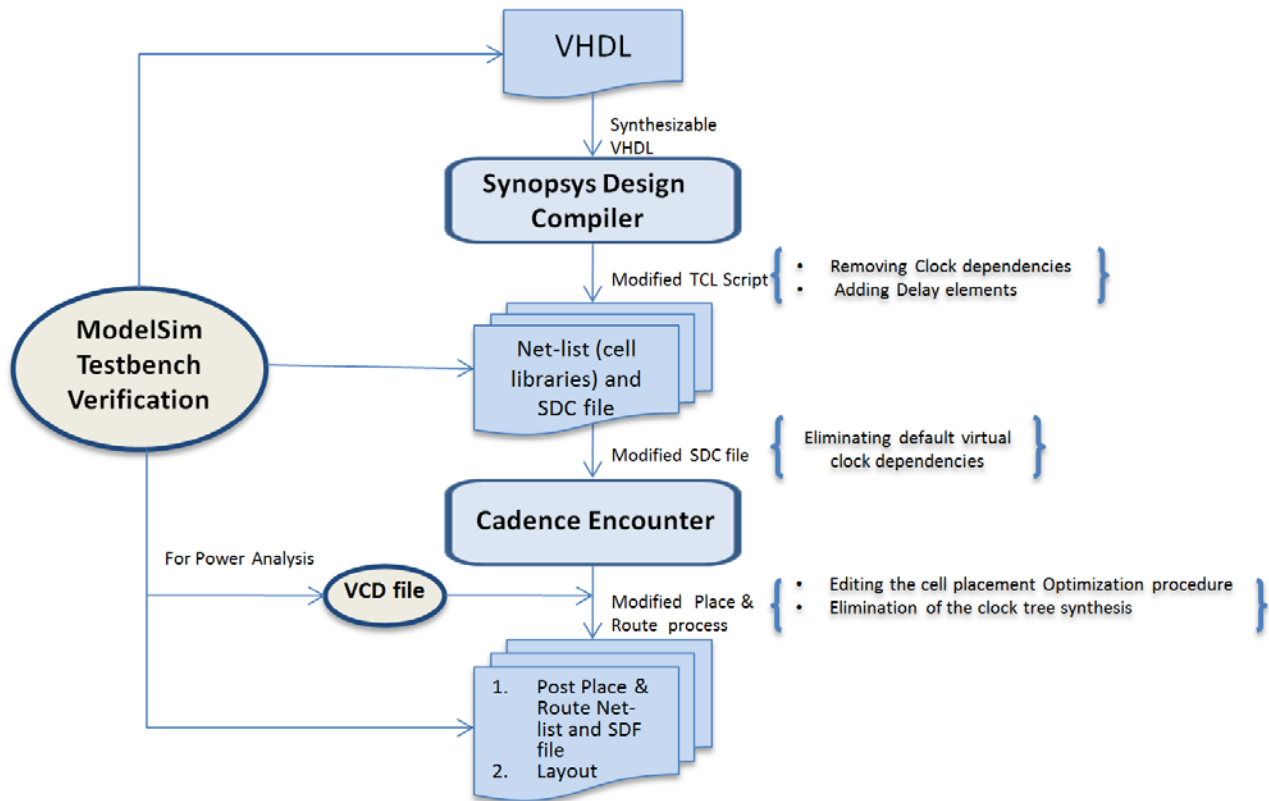 VHDL
Synthesizable
VHDL
Synopsys Design
Compiler
Modified TCL Script
• Removing Clock dependencies
• Adding Delay elements
ModelSim
Testbench
Verification
Net-list (cell
libraries) and
SDC file
Modified SDC file
Eliminating default virtual
clock dependencies
Cadence Encounter
For Power Analysis
VCD file
Modified Place &
Route process
• Editing the cell placement Optimization procedure
• Elimination of the clock tree synthesis
1. Post Place &
Route Net-
list and SDF
file
2. Layout